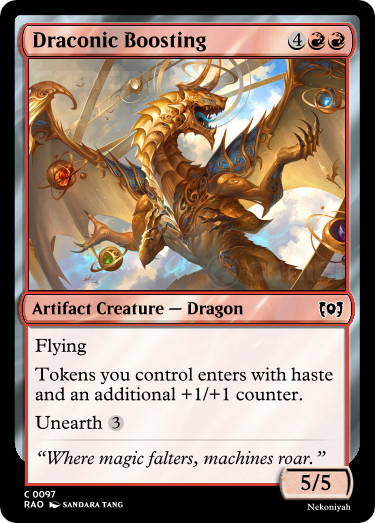 Draconic Boosting 4
Artifact Creature — Dragon
Flying
Tokens you control enters with haste
and an additional +1/+1 counter.
Unearth 3
“Where magic falters, machines roar.”
5/5
C 0097
RAO SANDARA TANG
Nekoniyah